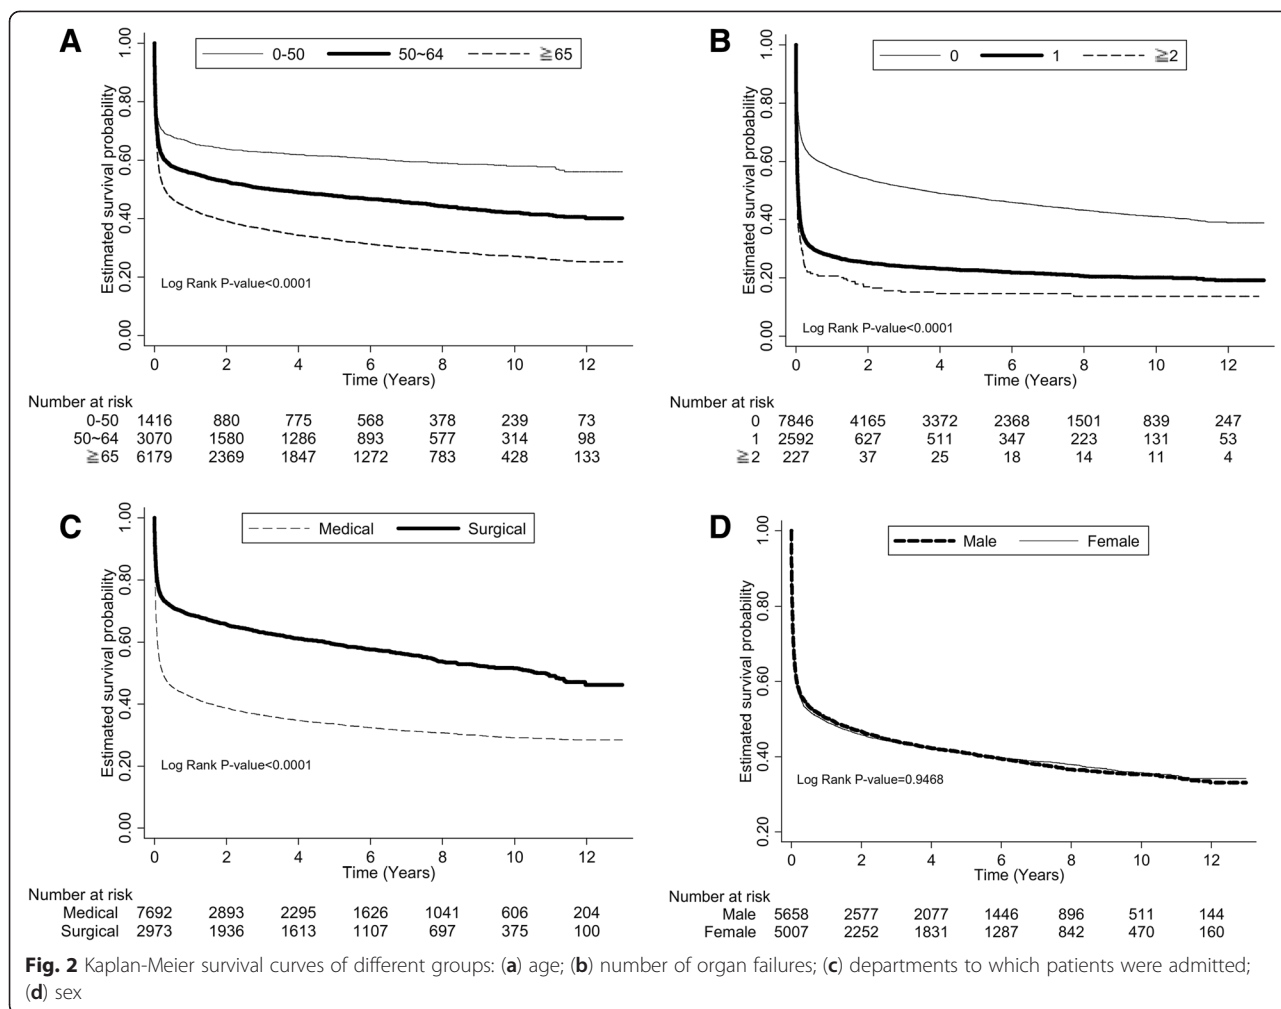 A
0-50 50~64 ≧65
Estimated survival probability
0.00 0.20 0.40 0.60 0.80 1.00
Log Rank P-value<0.0001
0 2 4 6 8 10 12
Time (Years)
Number at risk
0-50 1416 880 775 568 378 239 73
50~64 3070 1580 1286 893 577 314 98
≧65 6179 2369 1847 1272 783 428 133
B
0 1 ≧2
Estimated survival probability
0.00 0.20 0.40 0.60 0.80 1.00
Log Rank P-value<0.0001
0 2 4 6 8 10 12
Time (Years)
Number at risk
0 7846 4165 3372 2368 1501 839 247
1 2592 627 511 347 223 131 53
≧2 227 37 25 18 14 11 4
C
Medical Surgical
Estimated survival probability
0.00 0.20 0.40 0.60 0.80 1.00
Log Rank P-value<0.0001
0 2 4 6 8 10 12
Time (Years)
Number at risk
Medical 7692 2893 2295 1626 1041 606 204
Surgical 2973 1936 1613 1107 697 375 100
D
Male Female
Estimated survival probability
0.20 0.40 0.60 0.80 1.00
Log Rank P-value=0.9468
0 2 4 6 8 10 12
Time (Years)
Number at risk
Male 5658 2577 2077 1446 896 511 144
Female 5007 2252 1831 1287 842 470 160
Fig. 2 Kaplan-Meier survival curves of different groups: (a) age; (b) number of organ failures; (c) departments to which patients were admitted;
(d) sex